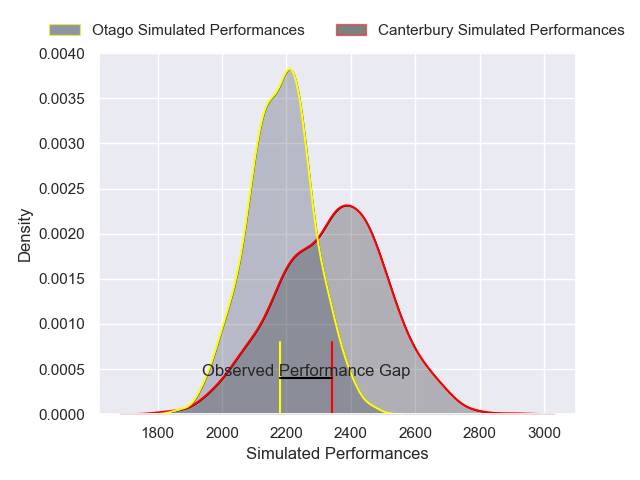 Otago Simulated Performances
Canterbury Simulated Performances
0.0040
0.0035
0.0030
0.0025
0.0020
0.0015
0.0010
0.0005
0.0000
Density
Observed Performance Gap
1800 2000 2200 2400 2600 2800 3000
Simulated Performances